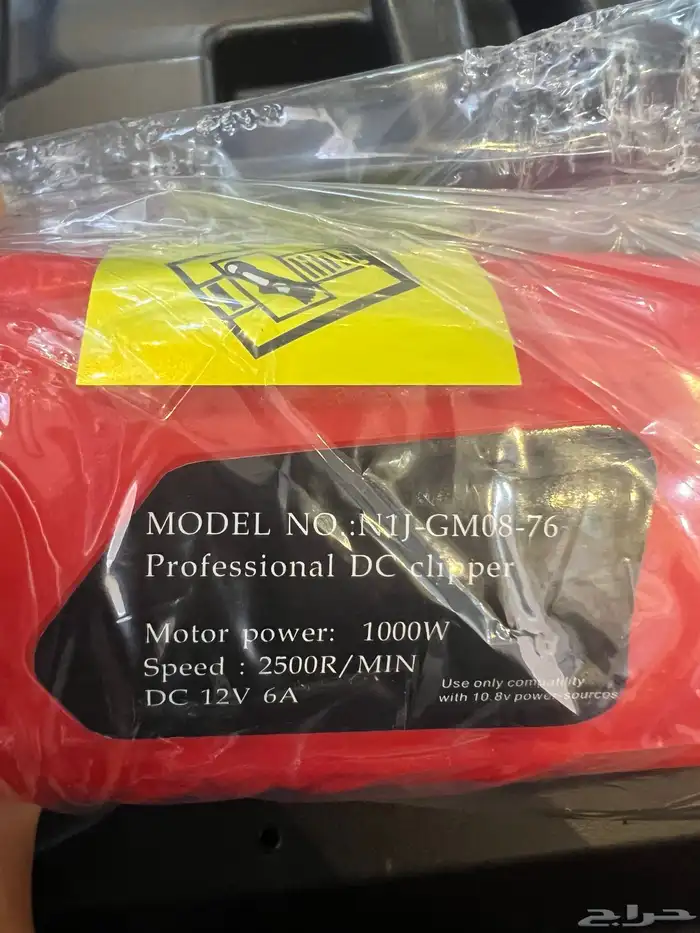 MODEL NO.:N1J-GM08-76
Professional DC clipper
Motor power: 1000W
Speed : 2500R/MIN
DC 12V 6A
Use only compatility
with 10.8v power sources
حراج